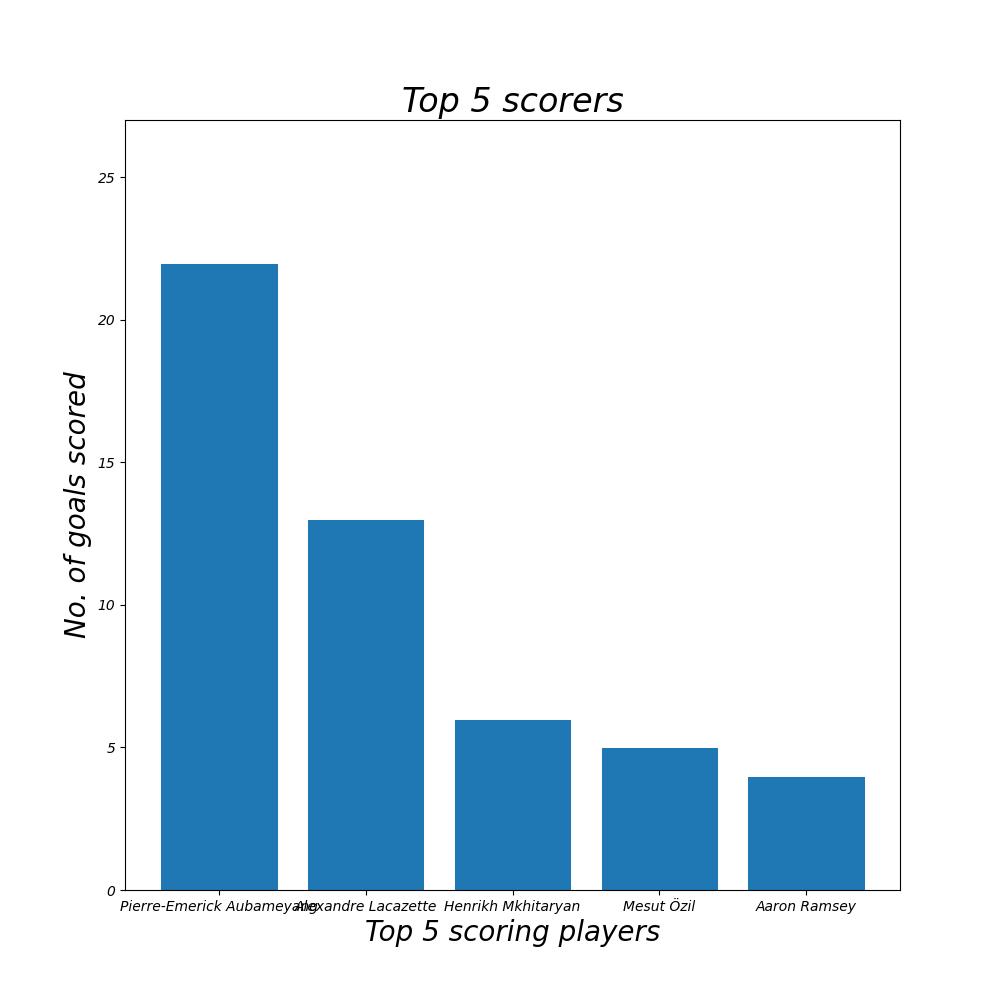 Top 5 scorers
No. of goals scored
25
20
15
10
5
0
Pierre-Emerick Aubameyang Alexandre Lacazette Henrikh Mkhitaryan Mesut Özil Aaron Ramsey
Top 5 scoring players